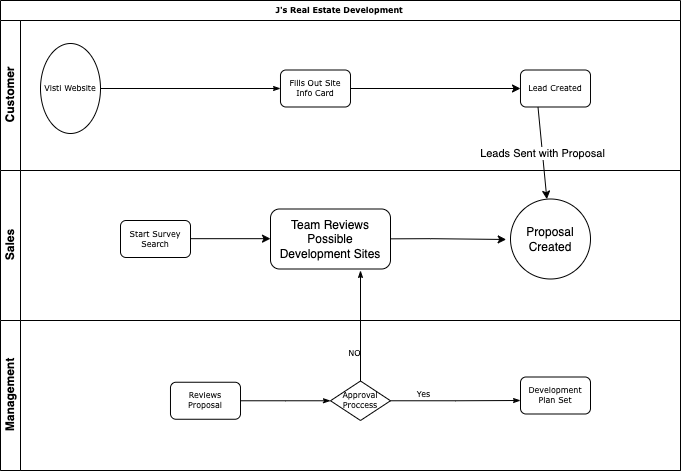 J's Real Estate Development
Customer
Visti Website
Fills Out Site
Info Card
Lead Created
Leads Sent with Proposal
Sales
Start Survey
Search
Team Reviews
Possible
Development Sites
Proposal
Created
Management
NO
Reviews
Proposal
Approval
Proccess
Yes
Development
Plan Set